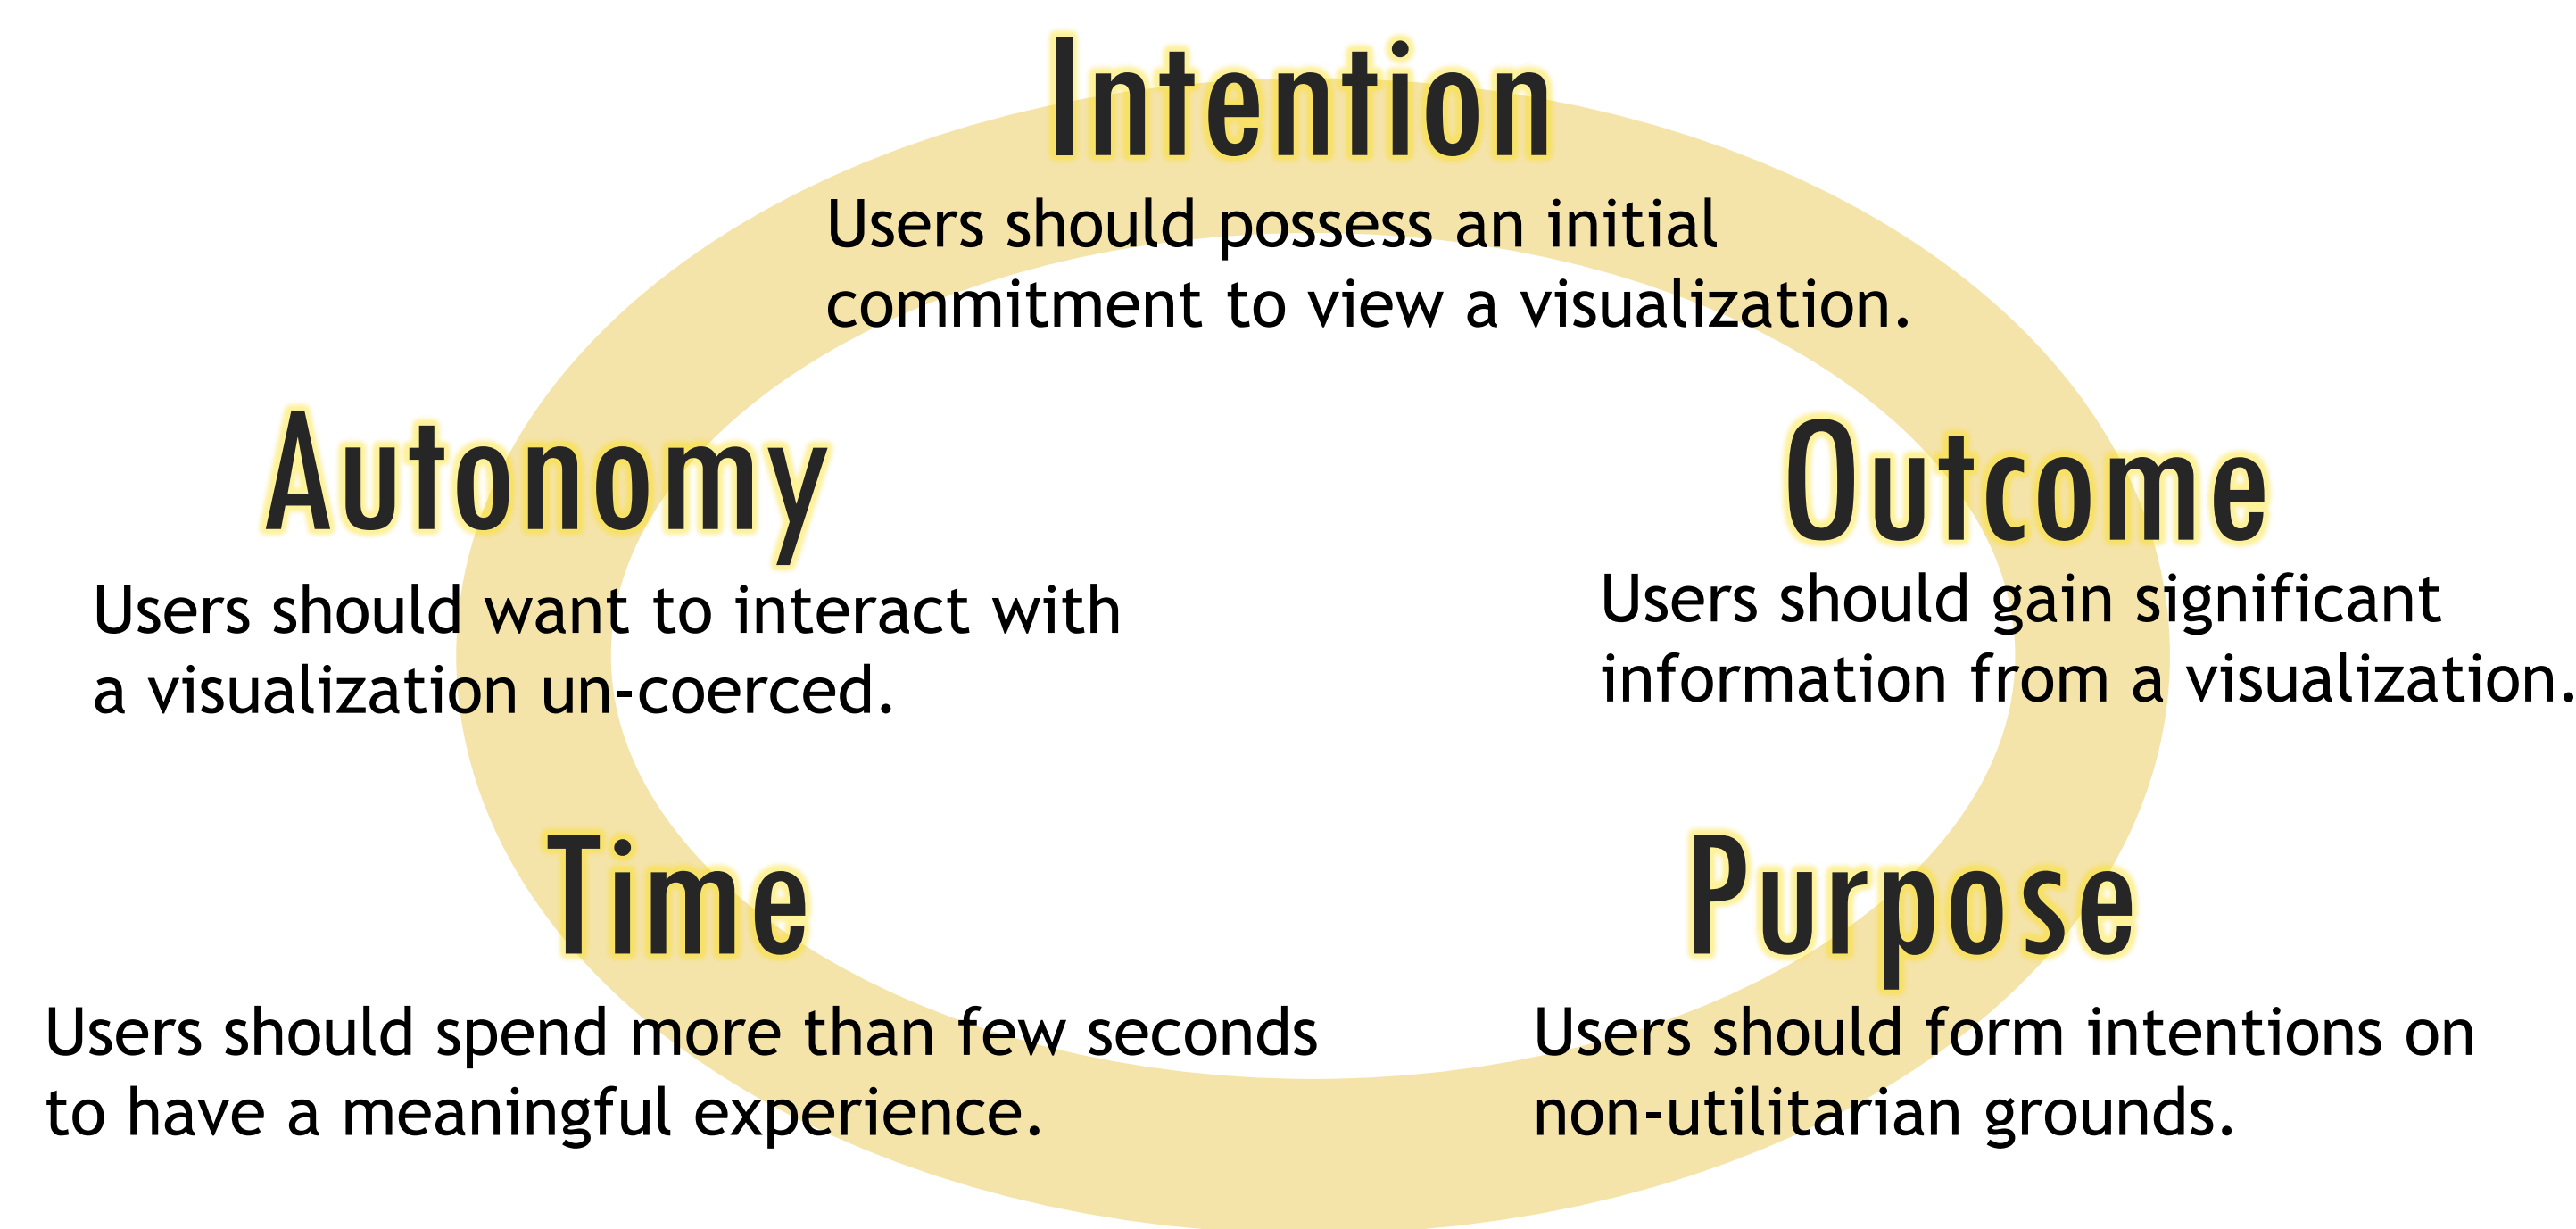 Intention
Users should possess an initial
commitment to view a visualization.
Autonomy
Users should want to interact with
a visualization un-coerced.
Outcome
Users should gain significant
information from a visualization.
Time
Users should spend more than few seconds
to have a meaningful experience.
Purpose
Users should form intentions on
non-utilitarian grounds.